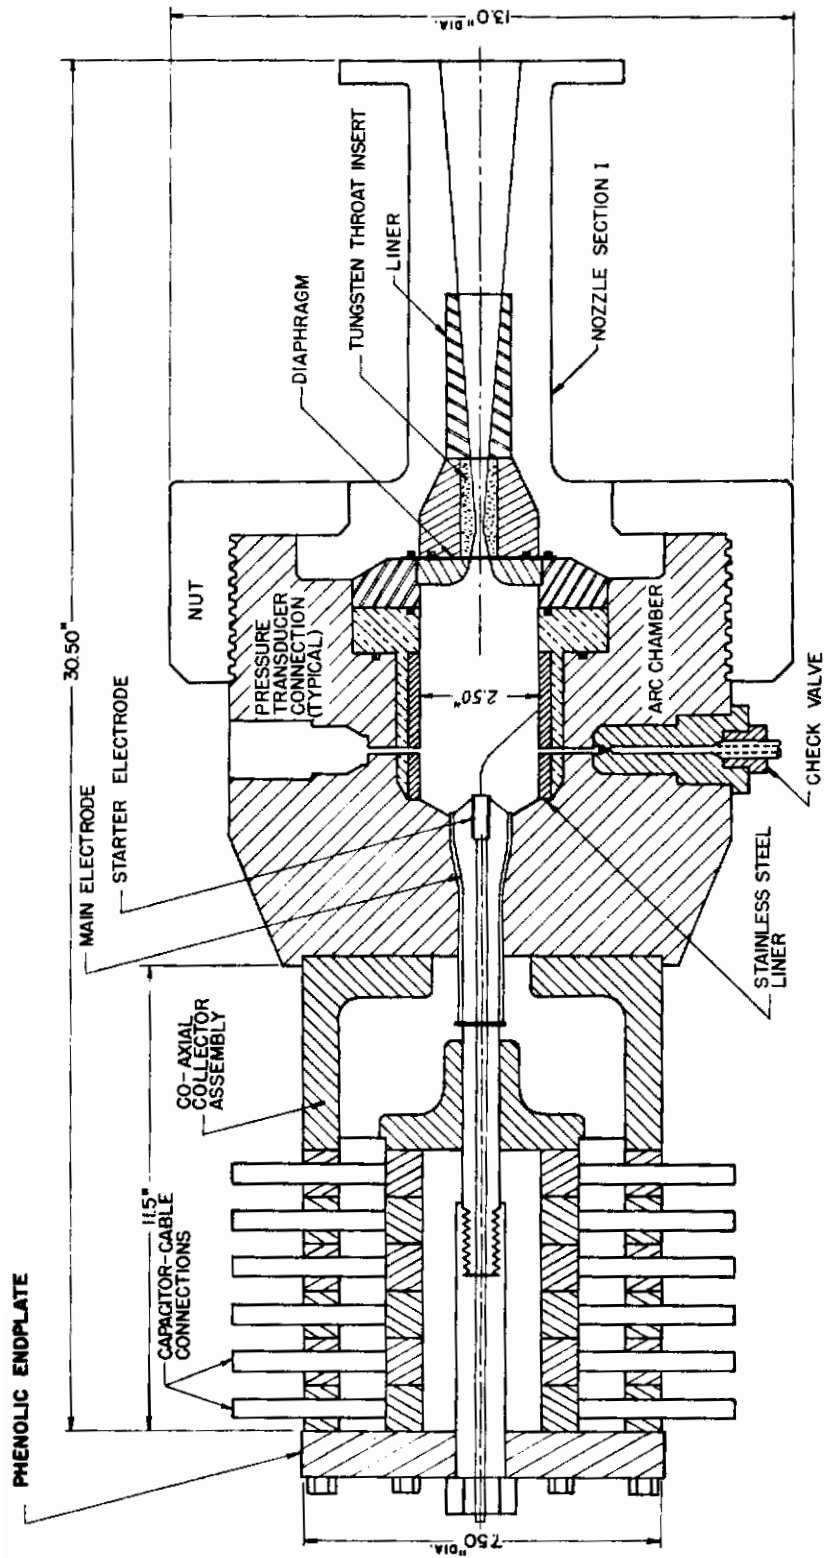 13.0" DIA.
30.50"
NUT
PRESSURE
TRANSDUCER
CONNECTION
(TYPICAL)
STARTER ELECTRODE
MAIN ELECTRODE
DIAPHRAGM
TUNGSTEN THROAT INSERT
LINER
NOZZLE SECTION I
2.50"
ARC CHAMBER
CHECK VALVE
STAINLESS STEEL
LINER
CO-AXIAL
COLLECTOR
ASSEMBLY
11.5"
CAPACITOR-CABLE
CONNECTIONS
PHENOLIC ENDPLATE
7.50" DIA.